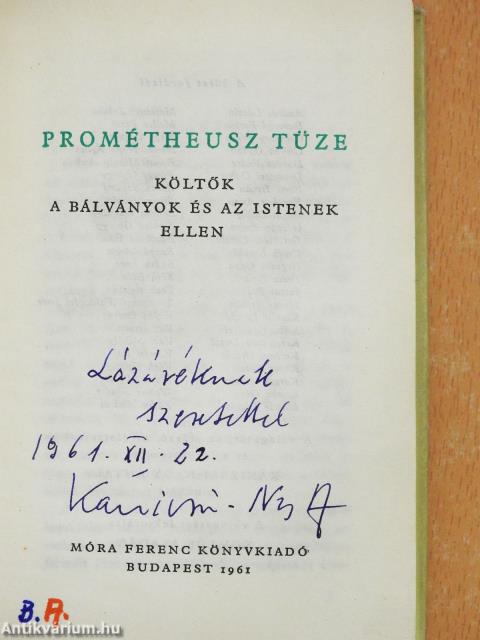 PROMÉTHEUSZ TÜZE
KÖLTŐK
A BÁLVÁNYOK ÉS AZ ISTENEK
ELLEN
Lázáréknak
szeretettel
1961. XII. 22.
MÓRA FERENC KÖNYVKIADÓ
BUDAPEST 1961
B. A.
Antikvárium.hu